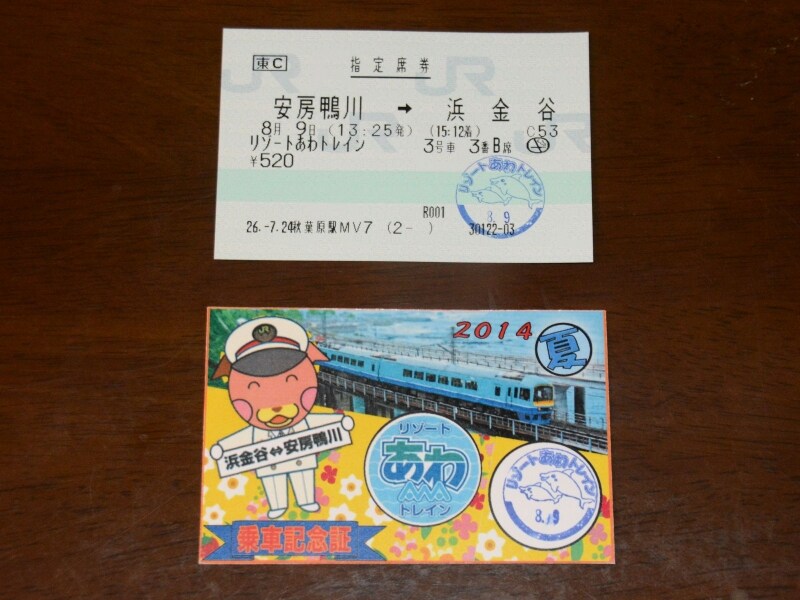 東C 指定席券
安房鴨川 → 浜金谷
8月 9日 (13:25発) (15:12着) C53
リゾートあわトレイン 3号車 3番B席
¥520
リゾートあわトレイン
8.9
R001
26.-7.24秋葉原駅MV7 (2- ) 30122-03
2014 夏
JR
浜金谷⇔安房鴨川
リゾート
あわ
トレイン
リゾートあわトレイン
8.9
乗車記念証